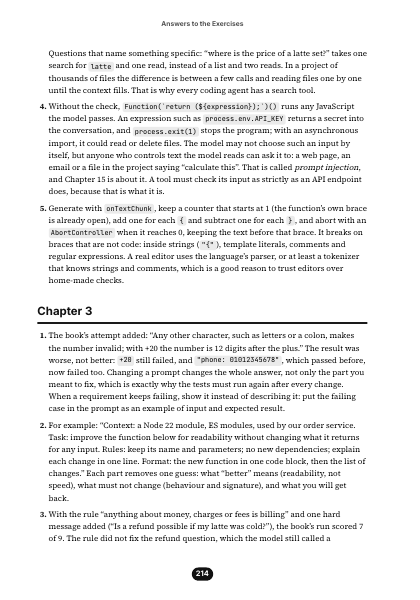 Answers to the Exercises
Questions that name something specific: “where is the price of a latte set?” takes one
search for latte and one read, instead of a list and two reads. In a project of
thousands of files the difference is between a few calls and reading files one by one
until the context fills. That is why every coding agent has a search tool.
4. Without the check, Function(`return (${expression});`)() runs any JavaScript
the model passes. An expression such as process.env.API_KEY returns a secret into
the conversation, and process.exit(1) stops the program; with an asynchronous
import, it could read or delete files. The model may not choose such an input by
itself, but anyone who controls text the model reads can ask it to: a web page, an
email or a file in the project saying “calculate this”. That is called prompt injection,
and Chapter 15 is about it. A tool must check its input as strictly as an API endpoint
does, because that is what it is.
5. Generate with onTextChunk, keep a counter that starts at 1 (the function’s own brace
is already open), add one for each { and subtract one for each }, and abort with an
AbortController when it reaches 0, keeping the text before that brace. It breaks on
braces that are not code: inside strings ("{"), template literals, comments and
regular expressions. A real editor uses the language’s parser, or at least a tokenizer
that knows strings and comments, which is a good reason to trust editors over
home-made checks.
Chapter 3
1. The book’s attempt added: “Any other character, such as letters or a colon, makes
the number invalid; with +20 the number is 12 digits after the plus.” The result was
worse, not better: +20 still failed, and "phone: 01012345678", which passed before,
now failed too. Changing a prompt changes the whole answer, not only the part you
meant to fix, which is exactly why the tests must run again after every change.
When a requirement keeps failing, show it instead of describing it: put the failing
case in the prompt as an example of input and expected result.
2. For example: “Context: a Node 22 module, ES modules, used by our order service.
Task: improve the function below for readability without changing what it returns
for any input. Rules: keep its name and parameters; no new dependencies; explain
each change in one line. Format: the new function in one code block, then the list of
changes.” Each part removes one guess: what “better” means (readability, not
speed), what must not change (behaviour and signature), and what you will get
back.
3. With the rule “anything about money, charges or fees is billing” and one hard
message added (“Is a refund possible if my latte was cold?”), the book’s run scored 7
of 9. The rule did not fix the refund question, which the model still called a
214